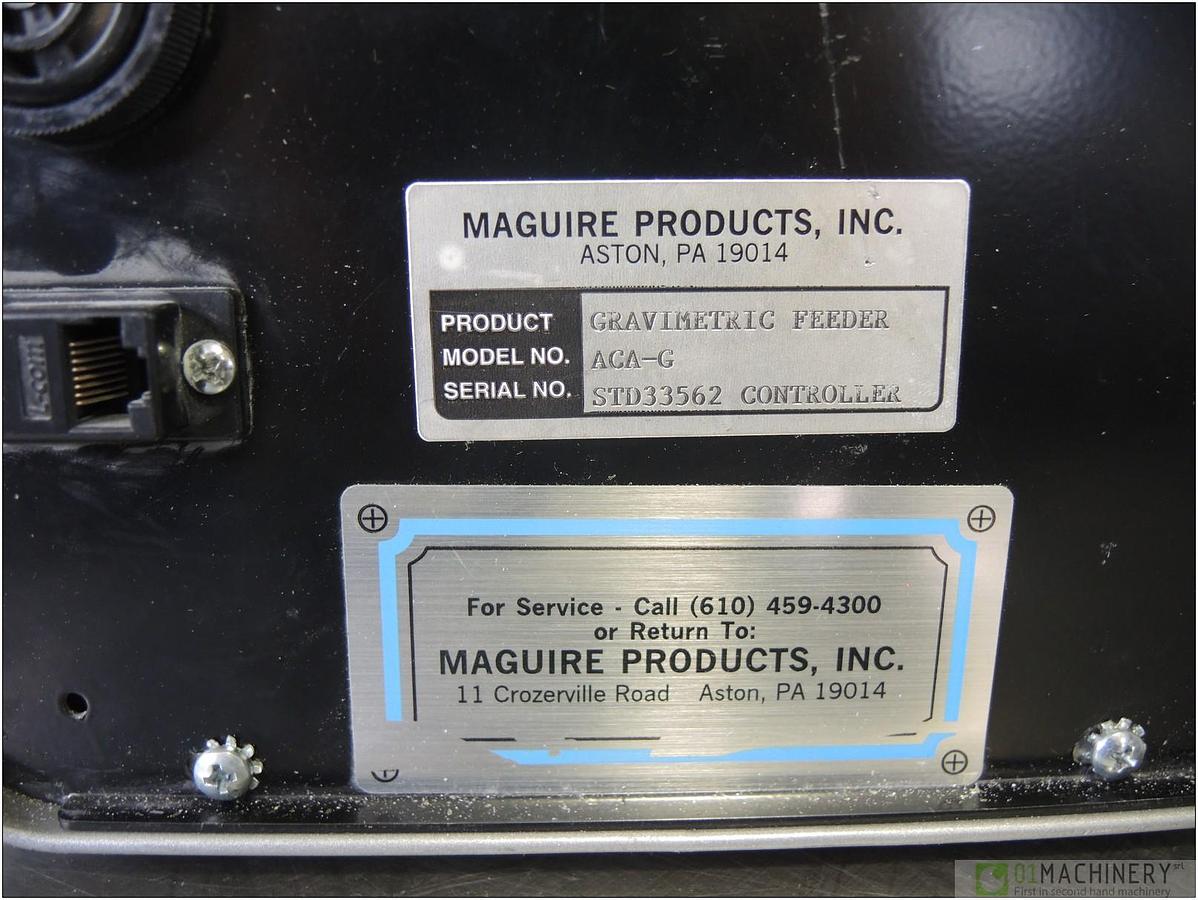 MAGUIRE PRODUCTS, INC.
ASTON, PA 19014
PRODUCT GRAVIMETRIC FEEDER
MODEL NO. ACA-G
SERIAL NO. STD33562 CONTROLLER
L-com
For Service - Call (610) 459-4300
or Return To:
MAGUIRE PRODUCTS, INC.
11 Crozerville Road Aston, PA 19014
01MACHINERY srl
First in second hand machinery